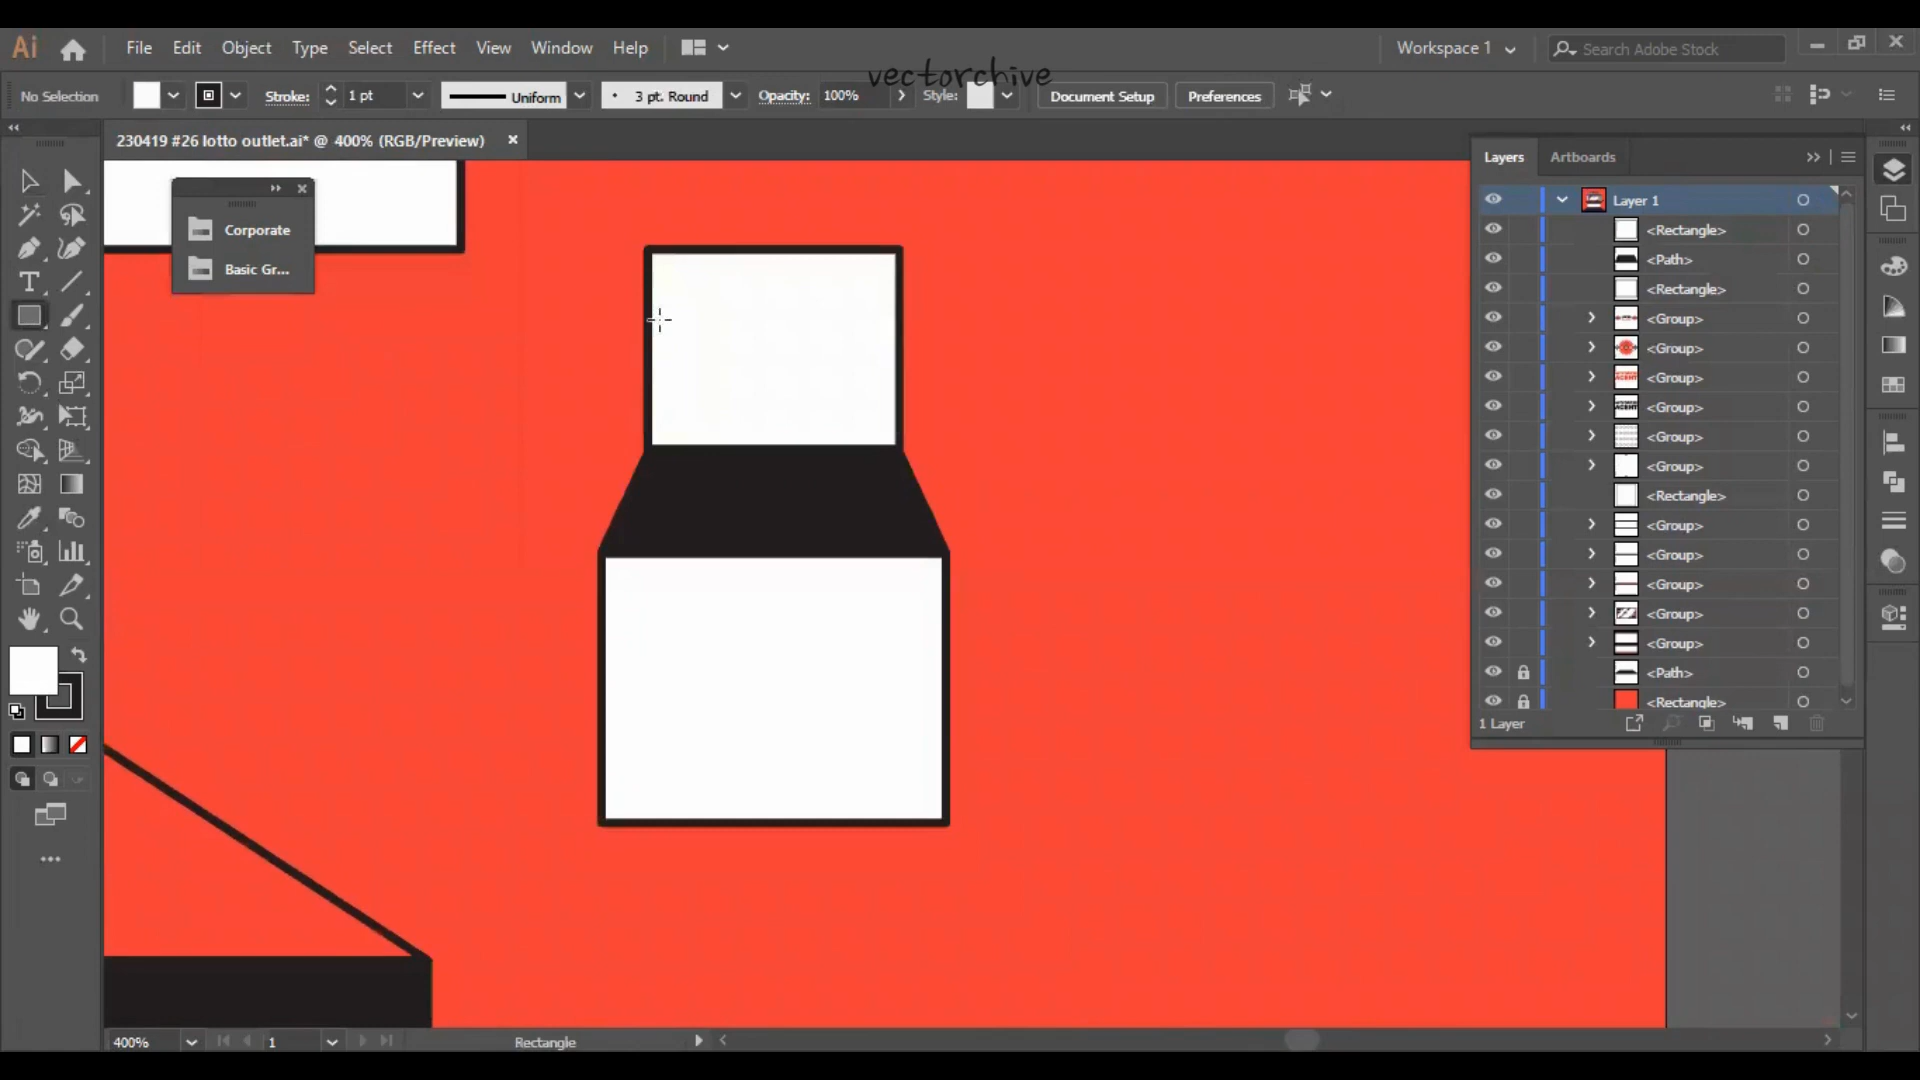 Ai File Edit Object Type Select Effect View Window Help Workspace 1 Search Adobe Stock
vectorchive
No Selection Stroke: 1 pt Uniform 3 pt. Round Opacity: 100% Style: Document Setup Preferences
230419 #26 lotto outlet.ai* @ 400% (RGB/Preview)
Corporate
Basic Gr...
Layers Artboards
Layer 1
<Rectangle>
<Path>
<Rectangle>
<Group>
<Group>
<Group>
<Group>
<Group>
<Group>
<Rectangle>
<Group>
<Group>
<Group>
<Group>
<Group>
<Path>
<Rectangle>
1 Layer
400% 1 Rectangle